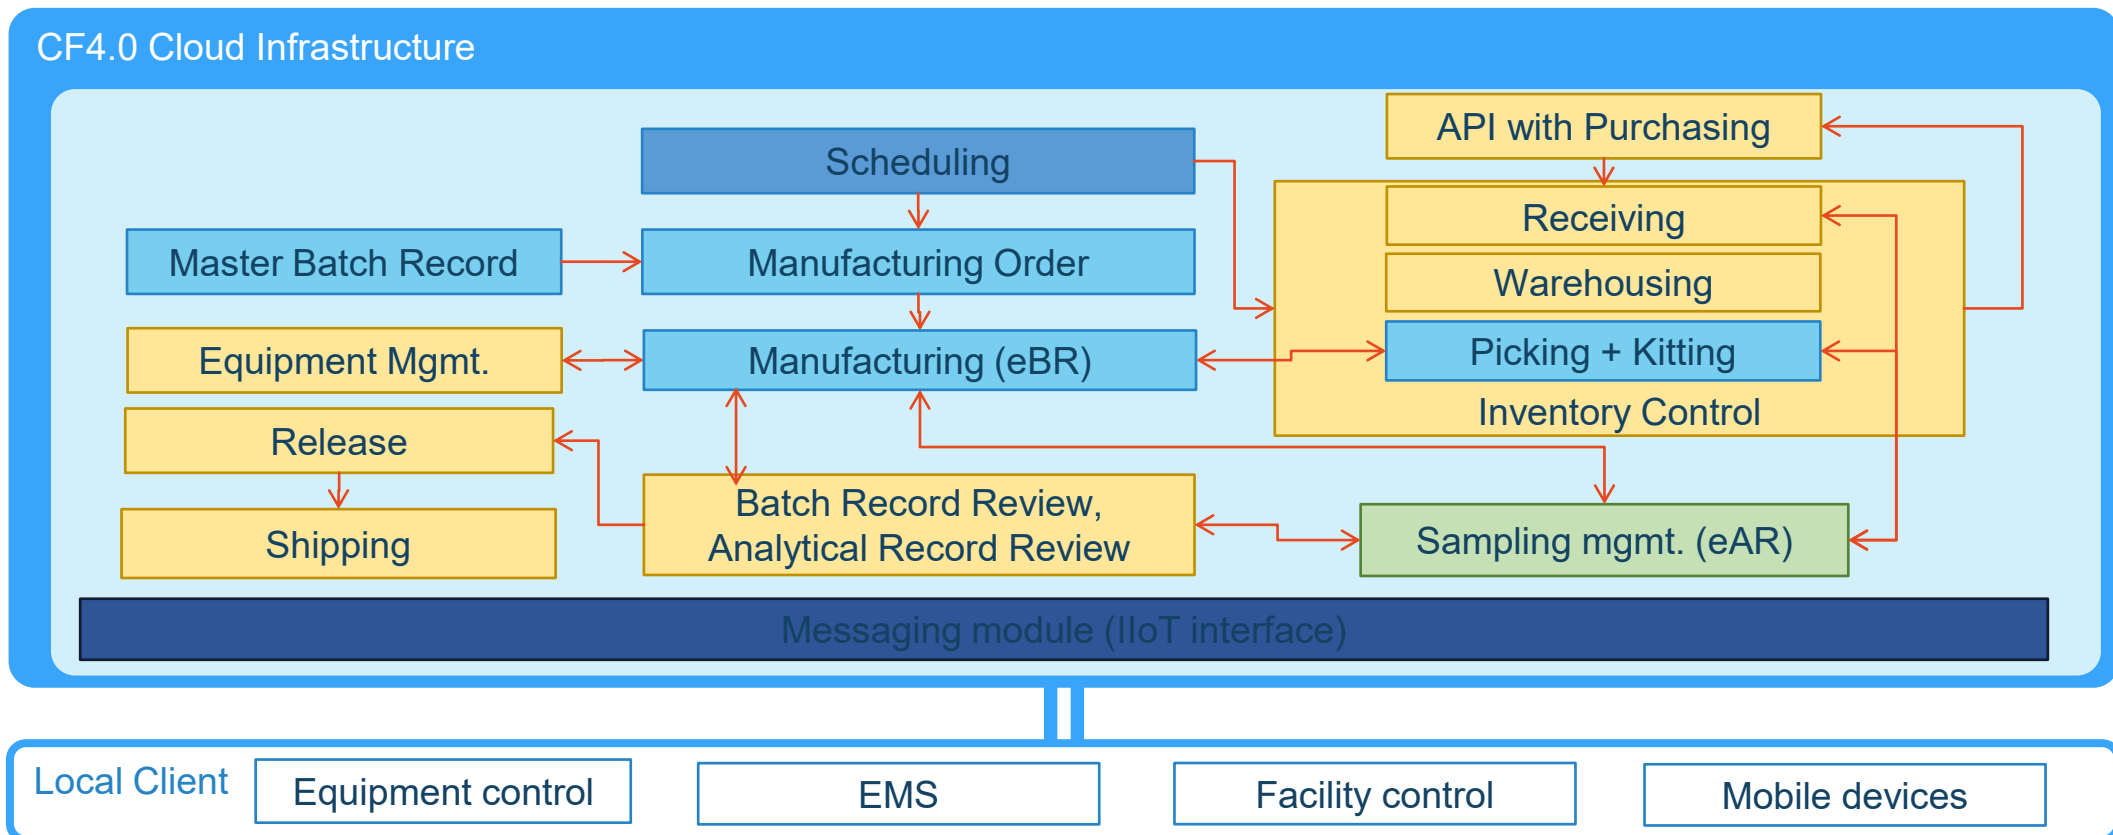 CF4.0 Cloud Infrastructure
API with Purchasing
Scheduling
Receiving
Master Batch Record
Manufacturing Order
Warehousing
Equipment Mgmt.
Manufacturing (eBR)
Picking + Kitting
Inventory Control
Release
Batch Record Review,
Analytical Record Review
Sampling mgmt. (eAR)
Shipping
Messaging module (IIoT interface)
Local Client
Equipment control
EMS
Facility control
Mobile devices